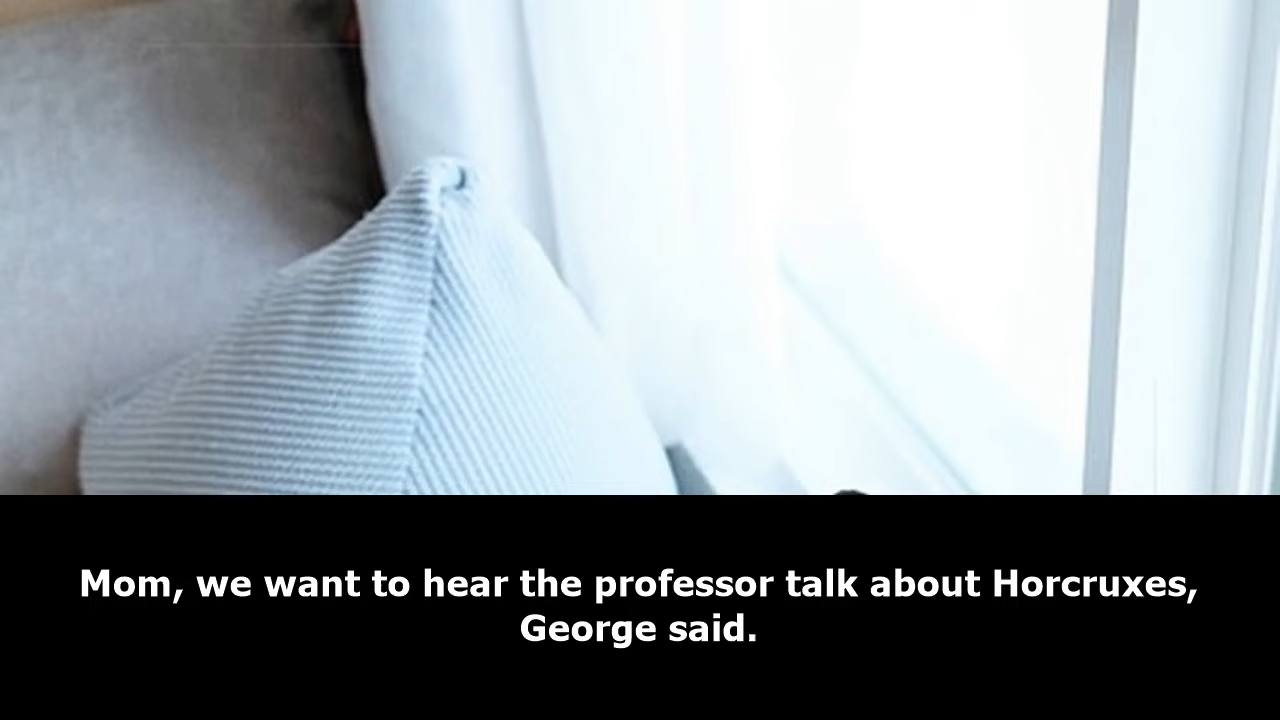 Mom, we want to hear the professor talk about Horcruxes,
George said.